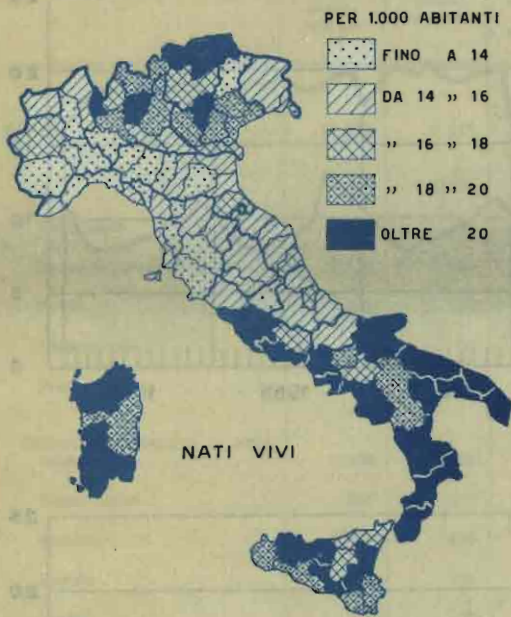 PER 1.000 ABITANTI
FINO A 14
DA 14 ,, 16
,, 16 ,, 18
,, 18 ,, 20
OLTRE 20
NATI VIVI